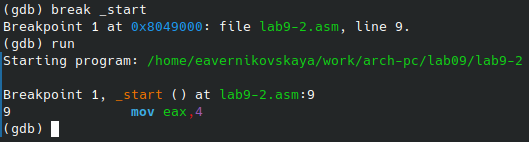 (gdb) break _start
Breakpoint 1 at 0x8049000: file lab9-2.asm, line 9.
(gdb) run
Starting program: /home/eavernikovskaya/work/arch-pc/lab09/lab9-2
Breakpoint 1, _start () at lab9-2.asm:9
9               mov eax,4
(gdb)